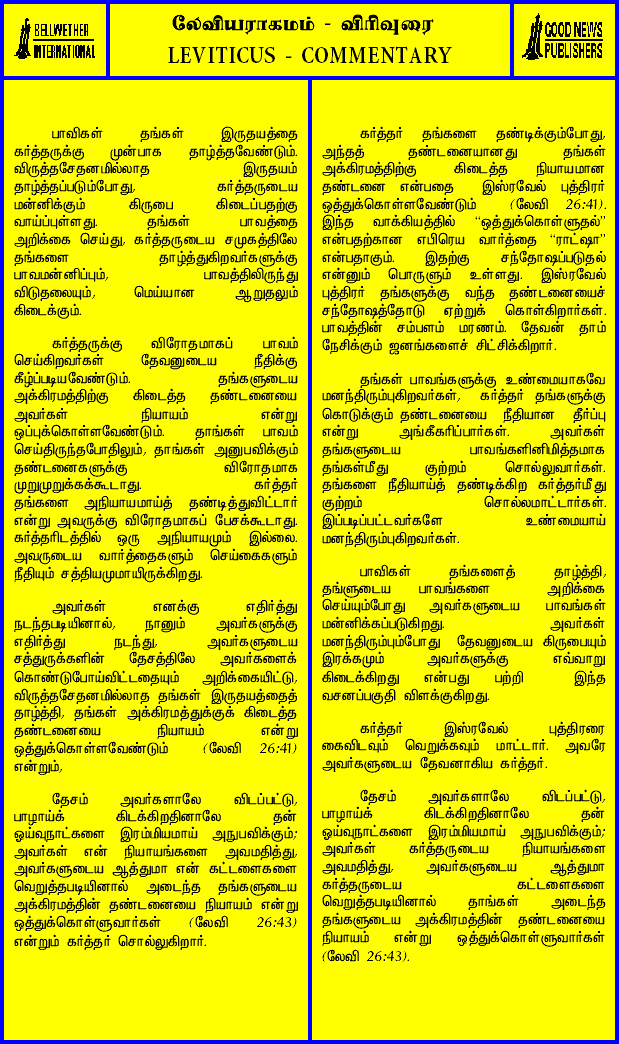 BELLWETHER
INTERNATIONAL
லேவியராகமம் - விரிவுரை
LEVITICUS - COMMENTARY
GOOD NEWS
PUBLISHERS
பாவிகள் தங்கள் இருதயத்தை
கர்த்தருக்கு முன்பாக தாழ்த்தவேண்டும்.
விருத்தசேதனமில்லாத இருதயம்
தாழ்த்தப்படும்போது, கர்த்தருடைய
மன்னிக்கும் கிருபை கிடைப்பதற்கு
வாய்ப்புள்ளது. தங்கள் பாவத்தை
அறிக்கை செய்து, கர்த்தருடைய சமுகத்திலே
தங்களை தாழ்த்துகிறவர்களுக்கு
பாவமன்னிப்பும், பாவத்திலிருந்து
விடுதலையும், மெய்யான ஆறுதலும்
கிடைக்கும்.
கர்த்தருக்கு விரோதமாகப் பாவம்
செய்கிறவர்கள் தேவனுடைய நீதிக்கு
கீழ்ப்படியவேண்டும். தங்களுடைய
அக்கிரமத்திற்கு கிடைத்த தண்டனையை
அவர்கள் நியாயம் என்று
ஒப்புக்கொள்ளவேண்டும். தாங்கள் பாவம்
செய்திருந்தபோதிலும், தாங்கள் அனுபவிக்கும்
தண்டனைகளுக்கு விரோதமாக
முறுமுறுக்கக்கூடாது. கர்த்தர்
தங்களை அநியாயமாய்த் தண்டித்துவிட்டார்
என்று அவருக்கு விரோதமாகப் பேசக்கூடாது.
கர்த்தரிடத்தில் ஒரு அநியாயமும் இல்லை.
அவருடைய வார்த்தைகளும் செய்கைகளும்
நீதியும் சத்தியமுமாயிருக்கிறது.
அவர்கள் எனக்கு எதிர்த்து
நடந்தபடியினால், நானும் அவர்களுக்கு
எதிர்த்து நடந்து, அவர்களுடைய
சத்துருக்களின் தேசத்திலே அவர்களைக்
கொண்டுபோய்விட்டதையும் அறிக்கையிட்டு,
விருத்தசேதனமில்லாத தங்கள் இருதயத்தைத்
தாழ்த்தி, தங்கள் அக்கிரமத்துக்குக் கிடைத்த
தண்டனையை நியாயம் என்று
ஒத்துக்கொள்ளவேண்டும் (லேவி 26:41)
என்றும்,
தேசம் அவர்களாலே விடப்பட்டு,
பாழாய்க் கிடக்கிறதினாலே தன்
ஓய்வுநாட்களை இரம்மியமாய் அநுபவிக்கும்;
அவர்கள் என் நியாயங்களை அவமதித்து,
அவர்களுடைய ஆத்துமா என் கட்டளைகளை
வெறுத்தபடியினால் அடைந்த தங்களுடைய
அக்கிரமத்தின் தண்டனையை நியாயம் என்று
ஒத்துக்கொள்ளுவார்கள் (லேவி 26:43)
என்றும் கர்த்தர் சொல்லுகிறார்.
கர்த்தர் தங்களை தண்டிக்கும்போது,
அந்தத் தண்டனையானது தங்கள்
அக்கிரமத்திற்கு கிடைத்த நியாயமான
தண்டனை என்பதை இஸ்ரவேல் புத்திரர்
ஒத்துக்கொள்ளவேண்டும் (லேவி 26:41).
இந்த வாக்கியத்தில் “ஒத்துக்கொள்ளுதல்”
என்பதற்கான எபிரெய வார்த்தை “ராட்ஷா”
என்பதாகும். இதற்கு சந்தோஷப்படுதல்
என்னும் பொருளும் உள்ளது. இஸ்ரவேல்
புத்திரர் தங்களுக்கு வந்த தண்டனையைச்
சந்தோஷத்தோடு ஏற்றுக் கொள்கிறார்கள்.
பாவத்தின் சம்பளம் மரணம். தேவன் தாம்
நேசிக்கும் ஜனங்களைச் சிட்சிக்கிறார்.
தங்கள் பாவங்களுக்கு உண்மையாகவே
மனந்திரும்புகிறவர்கள், கர்த்தர் தங்களுக்கு
கொடுக்கும் தண்டனையை நீதியான தீர்ப்பு
என்று அங்கீகரிப்பார்கள். அவர்கள்
தங்களுடைய பாவங்களினிமித்தமாக
தங்கள்மீது குற்றம் சொல்லுவார்கள்.
தங்களை நீதியாய்த் தண்டிக்கிற கர்த்தர்மீது
குற்றம் சொல்லமாட்டார்கள்.
இப்படிப்பட்டவர்களே உண்மையாய்
மனந்திரும்புகிறவர்கள்.
பாவிகள் தங்களைத் தாழ்த்தி,
தங்ளுடைய பாவங்களை அறிக்கை
செய்யும்போது அவர்களுடைய பாவங்கள்
மன்னிக்கப்படுகிறது. அவர்கள்
மனந்திரும்பும்போது தேவனுடைய கிருபையும்
இரக்கமும் அவர்களுக்கு எவ்வாறு
கிடைக்கிறது என்பது பற்றி இந்த
வசனப்பகுதி விளக்குகிறது.
கர்த்தர் இஸ்ரவேல் புத்திரரை
கைவிடவும் வெறுக்கவும் மாட்டார். அவரே
அவர்களுடைய தேவனாகிய கர்த்தர்.
தேசம் அவர்களாலே விடப்பட்டு,
பாழாய்க் கிடக்கிறதினாலே தன்
ஓய்வுநாட்களை இரம்மியமாய் அநுபவிக்கும்;
அவர்கள் கர்த்தருடைய நியாயங்களை
அவமதித்து, அவர்களுடைய ஆத்துமா
கர்த்தருடைய கட்டளைகளை
வெறுத்தபடியினால் தாங்கள் அடைந்த
தங்களுடைய அக்கிரமத்தின் தண்டனையை
நியாயம் என்று ஒத்துக்கொள்ளுவார்கள்
(லேவி 26:43).